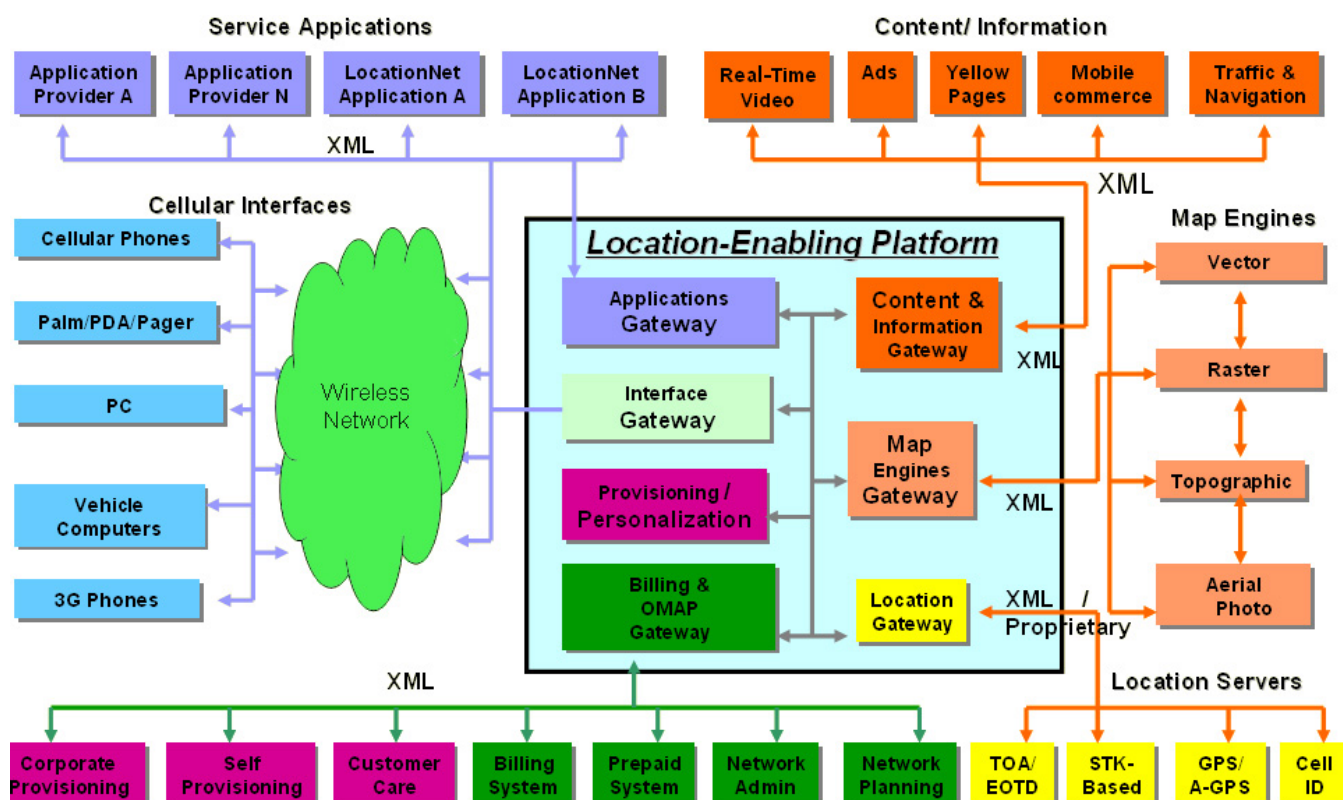 Service Appications
Content/ Information
Application
Provider A
Application
Provider N
LocationNet
Application A
LocationNet
Application B
Real-Time
Video
Ads
Yellow
Pages
Mobile
commerce
Traffic &
Navigation
XML
XML
Cellular Interfaces
Cellular Phones
Palm/PDA/Pager
PC
Vehicle
Computers
3G Phones
Wireless
Network
Location-Enabling Platform
Applications
Gateway
Interface
Gateway
Provisioning /
Personalization
Billing &
OMAP
Gateway
Content &
Information
Gateway
Map
Engines
Gateway
Location
Gateway
XML
XML
XML /
Proprietary
Map Engines
Vector
Raster
Topographic
Aerial
Photo
XML
Location Servers
Corporate
Provisioning
Self
Provisioning
Customer
Care
Billing
System
Prepaid
System
Network
Admin
Network
Planning
TOA/
EOTD
STK-
Based
GPS/
A-GPS
Cell
ID